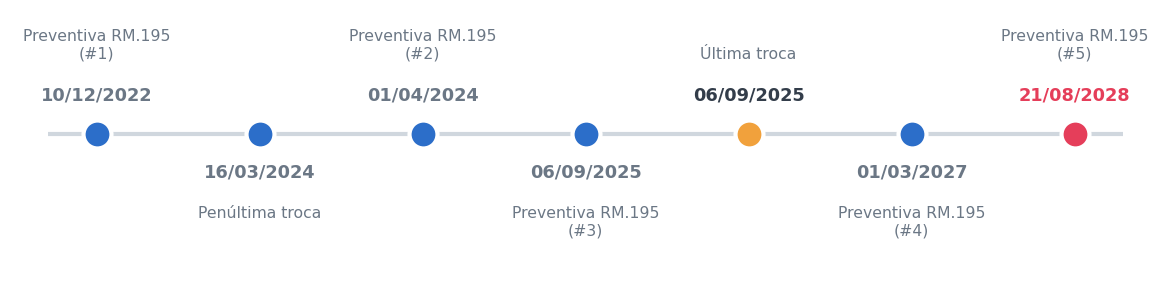 Preventiva RM.195
(#1)
10/12/2022
16/03/2024
Penúltima troca
Preventiva RM.195
(#2)
01/04/2024
06/09/2025
Preventiva RM.195
(#3)
Última troca
06/09/2025
01/03/2027
Preventiva RM.195
(#4)
Preventiva RM.195
(#5)
21/08/2028